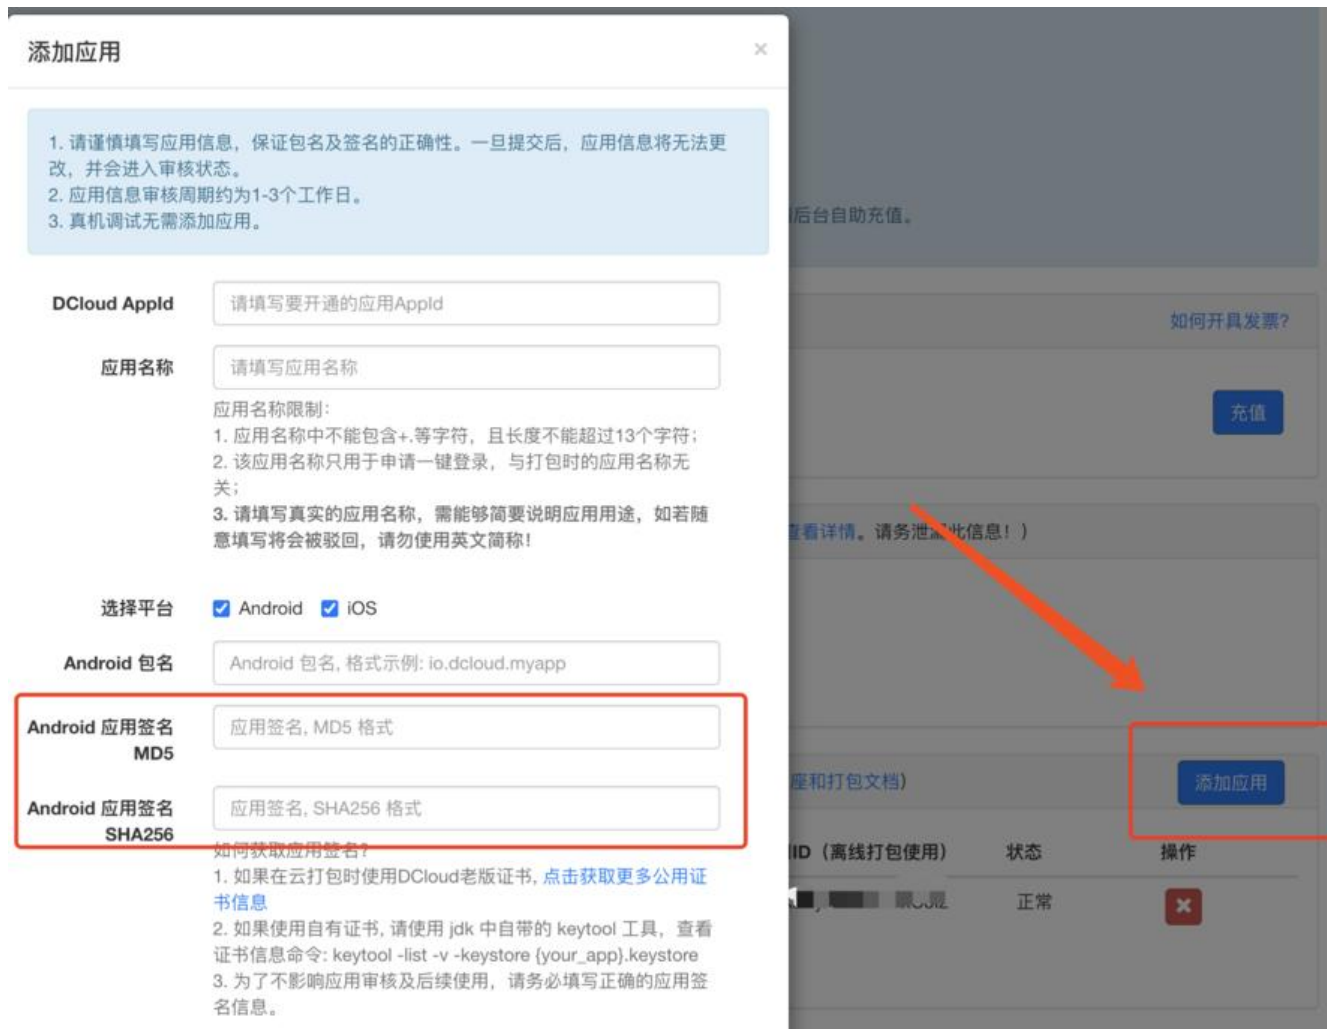 添加应用
×
1. 请谨慎填写应用信息，保证包名及签名的正确性。一旦提交后，应用信息将无法更
改，并会进入审核状态。
2. 应用信息审核周期约为1-3个工作日。
3. 真机调试无需添加应用。
DCloud AppId
请填写要开通的应用AppId
应用名称
请填写应用名称
应用名称限制：
1. 应用名称中不能包含+.等字符，且长度不能超过13个字符；
2. 该应用名称只用于申请一键登录，与打包时的应用名称无
关；
3. 请填写真实的应用名称，需能够简要说明应用用途，如若随
意填写将会被驳回，请勿使用英文简称！
选择平台
Android
iOS
Android 包名
Android 包名, 格式示例: io.dcloud.myapp
Android 应用签名
MD5
应用签名, MD5 格式
Android 应用签名
SHA256
应用签名, SHA256 格式
如何获取应用签名?
1. 如果在云打包时使用DCloud老版证书, 点击获取更多公用证
书信息
2. 如果使用自有证书, 请使用 jdk 中自带的 keytool 工具，查看
证书信息命令: keytool -list -v -keystore {your_app}.keystore
3. 为了不影响应用审核及后续使用，请务必填写正确的应用签
名信息。
后台自助充值。
如何开具发票?
充值
查看详情。请务泄漏此信息！)
座和打包文档)
添加应用
ID（离线打包使用）
状态
操作
正常